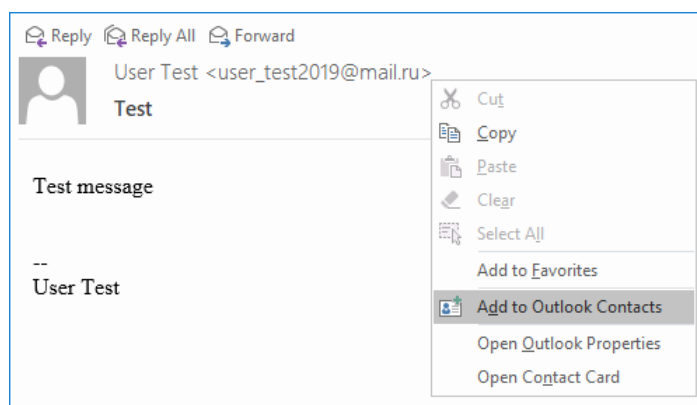 Reply Reply All Forward
User Test <user_test2019@mail.ru>
Test
Test message
--
User Test
Cut
Copy
Paste
Clear
Select All
Add to Favorites
Add to Outlook Contacts
Open Outlook Properties
Open Contact Card